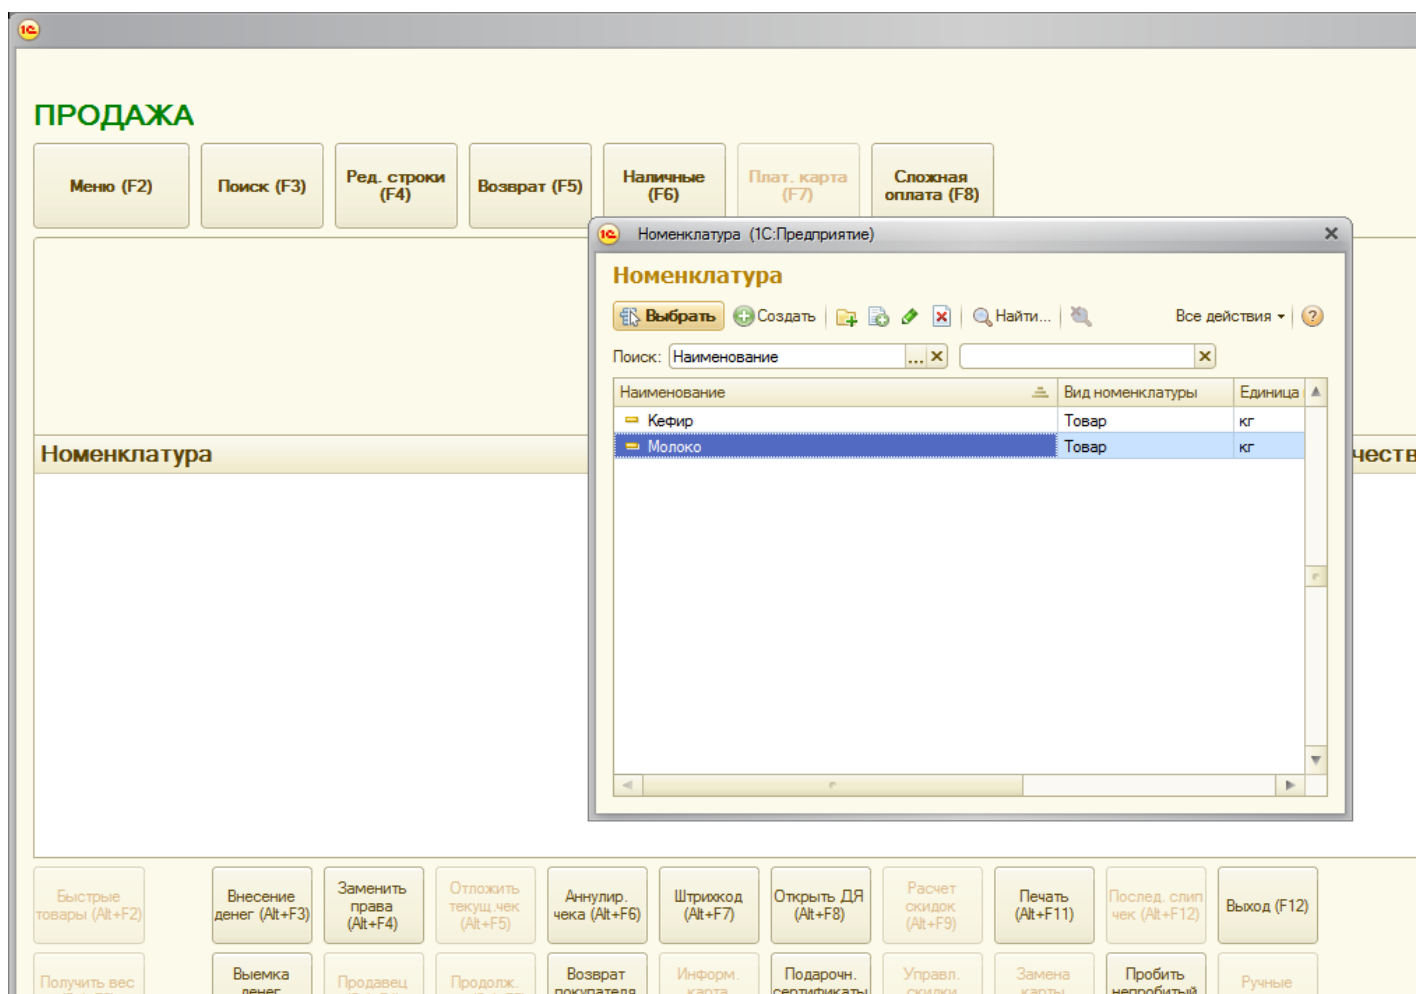 1С
ПРОДАЖА
Меню (F2)
Поиск (F3)
Ред. строки
(F4)
Возврат (F5)
Наличные
(F6)
Плат. карта
(F7)
Сложная
оплата (F8)
1С
Номенклатура (1С:Предприятие)
Номенклатура
Выбрать
Создать
Найти...
Все действия
?
Поиск:
Наименование
...
Наименование
Вид номенклатуры
Единица
Кефир
Товар
кг
Молоко
Товар
кг
Номенклатура
честв
Быстрые
товары (Alt+F2)
Внесение
денег (Alt+F3)
Заменить
права
(Alt+F4)
Отложить
текущ.чек
(Alt+F5)
Аннулир.
чека (Alt+F6)
Штрихкод
(Alt+F7)
Открыть ДЯ
(Alt+F8)
Расчет
скидок
(Alt+F9)
Печать
(Alt+F11)
Послед. слип
чек (Alt+F12)
Выход (F12)
Получить вес
Выемка
денег
Продавец
Продолж.
Возврат
покупателя
Информ.
карта
Подарочн.
сертификаты
Управл.
скидки
Замена
карты
Пробить
непробитый
Ручные